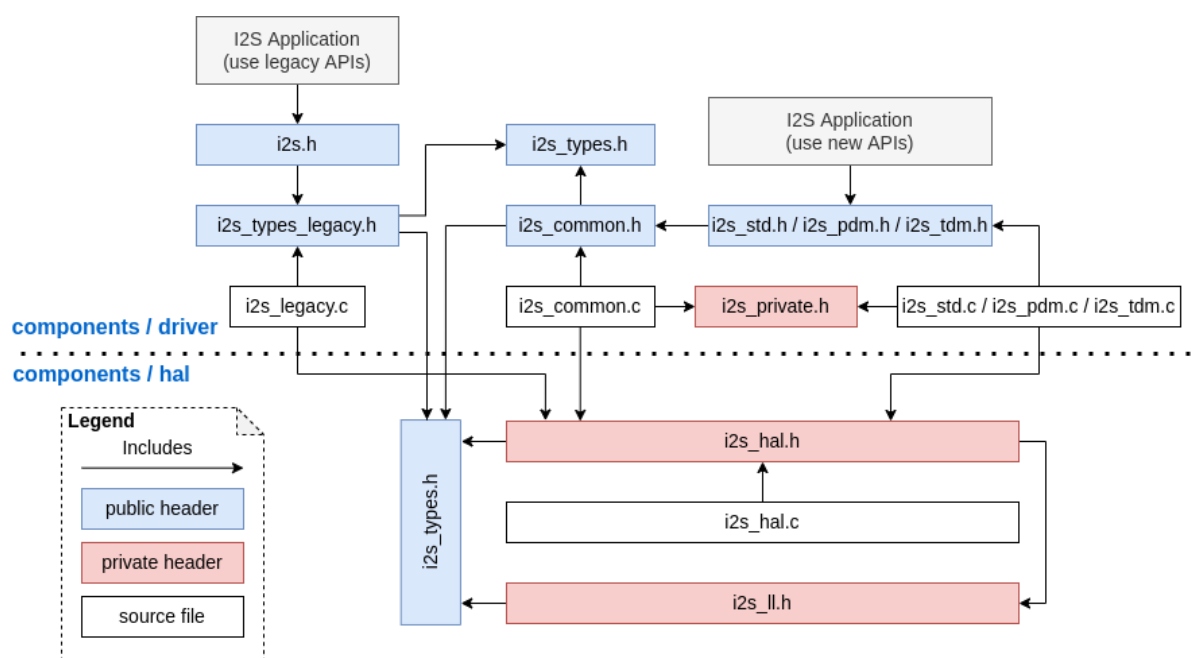 I2S Application
(use legacy APIs)
I2S Application
(use new APIs)
i2s.h
i2s_types.h
i2s_types_legacy.h
i2s_common.h
i2s_std.h / i2s_pdm.h / i2s_tdm.h
i2s_legacy.c
i2s_common.c
i2s_private.h
i2s_std.c / i2s_pdm.c / i2s_tdm.c
components / driver
components / hal
Legend
Includes
public header
private header
source file
i2s_types.h
i2s_hal.h
i2s_hal.c
i2s_ll.h